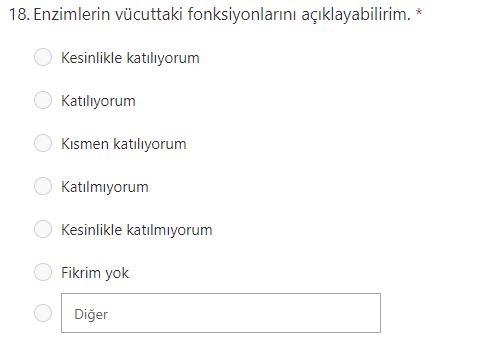 18. Enzimlerin vücuttaki fonksiyonlarını açıklayabilirim. *
Kesinlikle katılıyorum
Katılıyorum
Kısmen katılıyorum
Katılmıyorum
Kesinlikle katılmıyorum
Fikrim yok
Diğer